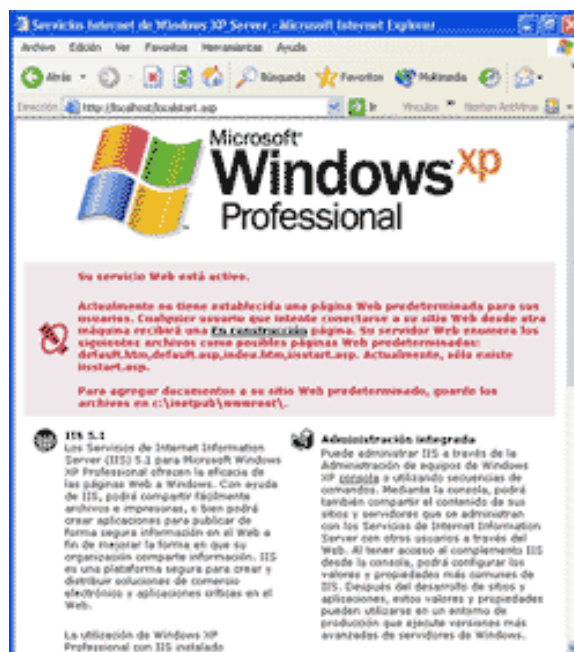 Servicios Internet de Windows XP Server. - Microsoft Internet Explorer
Archivo Edición Ver Favoritos Herramientas Ayuda
Atrás Búsqueda Favoritos Multimedia
Dirección http://localhost/localstart.asp Ir Vínculos » Norton AntiVirus
Microsoft®
Windows xp
Professional
Su servicio Web está activo.
Actualmente no tiene establecida una página Web predeterminada para sus
usuarios. Cualquier usuario que intente conectarse a su sitio Web desde otra
máquina recibirá una En construcción página. Su servidor Web enumera los
siguientes archivos como posibles páginas Web predeterminadas:
default.htm,default.asp,index.htm,iisstart.asp. Actualmente, sólo existe
iisstart.asp.
Para agregar documentos a su sitio Web predeterminado, guarde los
archivos en c:\inetpub\wwwroot\.
IIS 5.1
Los Servicios de Internet Information
Server (IIS) 5.1 para Microsoft Windows
XP Professional ofrecen la eficacia de
las páginas Web a Windows. Con ayuda
de IIS, podrá compartir fácilmente
archivos e impresoras, o bien podrá
crear aplicaciones para publicar de
forma segura información en el Web a
fin de mejorar la forma en que su
organización comparte información. IIS
es una plataforma segura para crear y
distribuir soluciones de comercio
electrónico y aplicaciones críticas en el
Web.
La utilización de Windows XP
Professional con IIS instalado
Administración integrada
Puede administrar IIS a través de la
Administración de equipos de Windows
XP consola o utilizando secuencias de
comandos. Mediante la consola, podrá
también compartir el contenido de sus
sitios y servidores que se administran
con los Servicios de Internet Information
Server con otros usuarios a través del
Web. Al tener acceso al complemento IIS
desde la consola, podrá configurar los
valores y propiedades más comunes de
IIS. Después del desarrollo de sitios y
aplicaciones, estos valores y propiedades
pueden utilizarse en un entorno de
producción que ejecute versiones más
avanzadas de servidores de Windows.